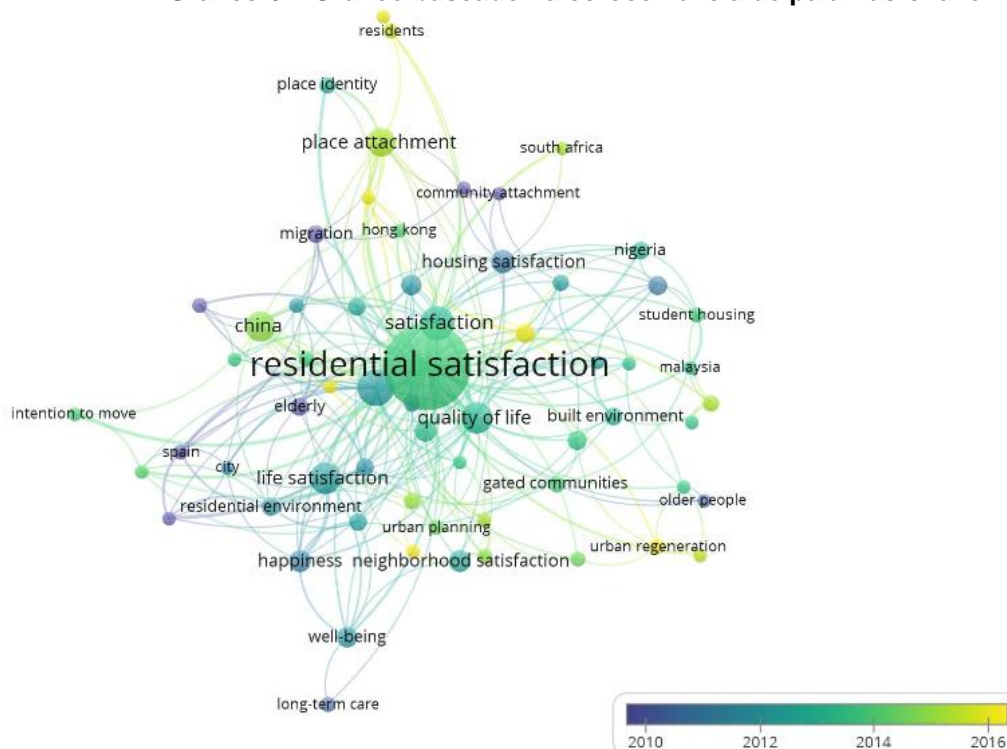 residents
place identity
place attachment
south africa
community attachment
migration
hong kong
nigeria
housing satisfaction
student housing
china
satisfaction
residential satisfaction
malaysia
elderly
intention to move
quality of life
built environment
spain
city
life satisfaction
gated communities
older people
residential environment
urban planning
urban regeneration
happiness
neighborhood satisfaction
well-being
long-term care
2010
2012
2014
2016